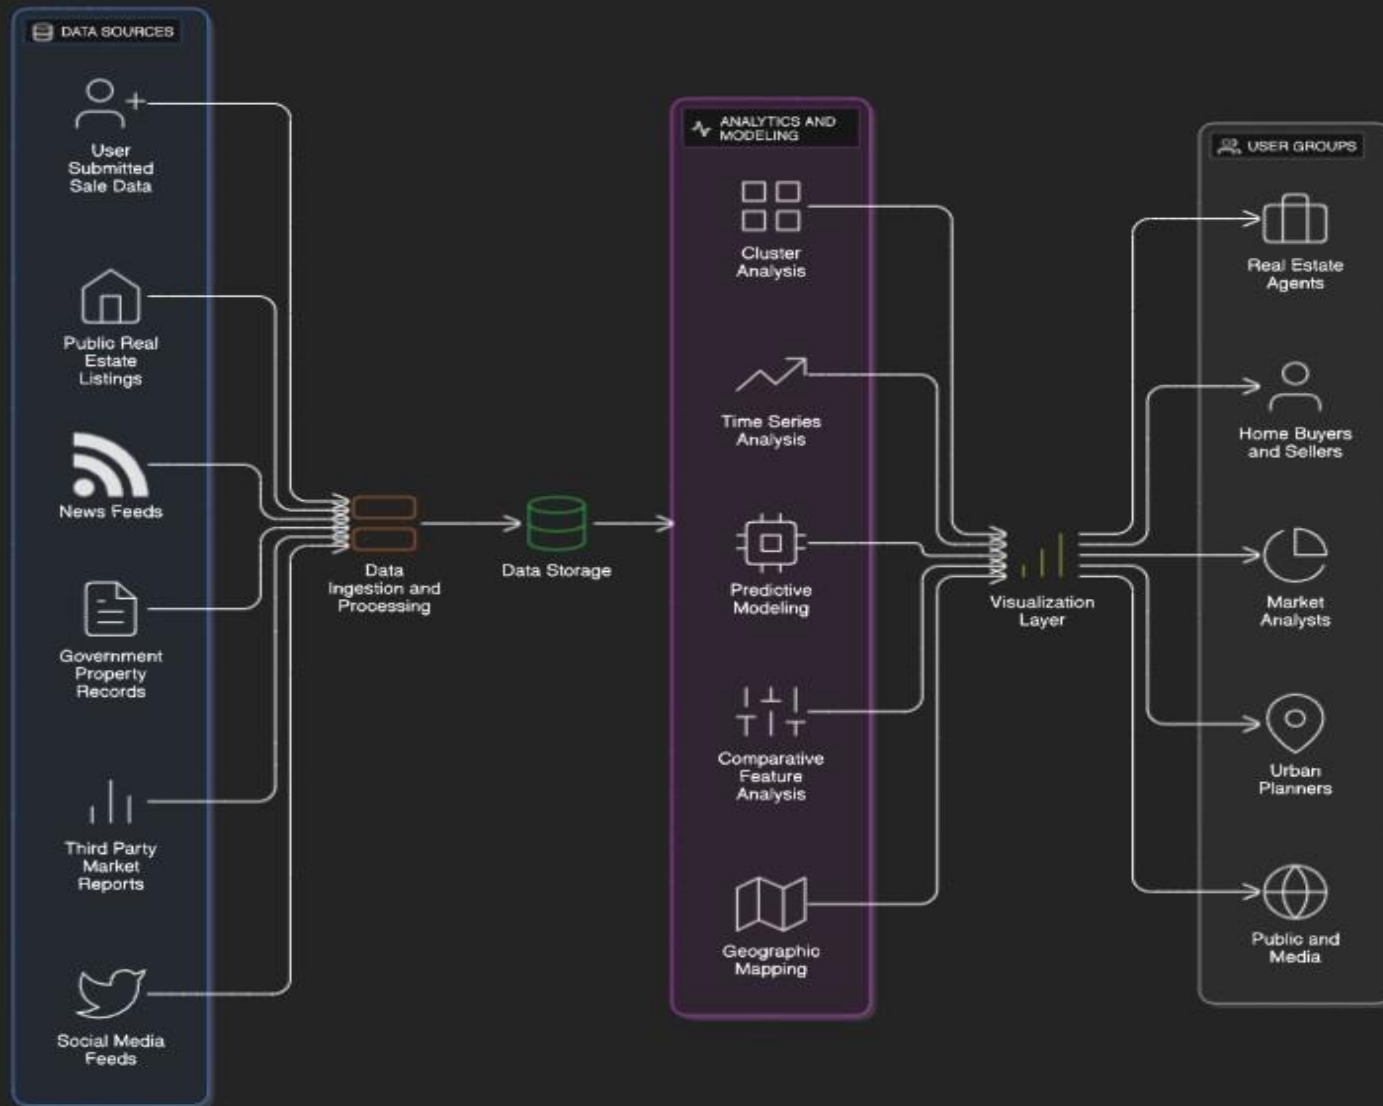 DATA SOURCES
User
Submitted
Sale Data
Public Real
Estate
Listings
News Feeds
Government
Property
Records
Third Party
Market
Reports
Social Media
Feeds
Data
Ingestion and
Processing
Data Storage
ANALYTICS AND
MODELING
Cluster
Analysis
Time Series
Analysis
Predictive
Modeling
Comparative
Feature
Analysis
Geographic
Mapping
Visualization
Layer
USER GROUPS
Real Estate
Agents
Home Buyers
and Sellers
Market
Analysts
Urban
Planners
Public and
Media